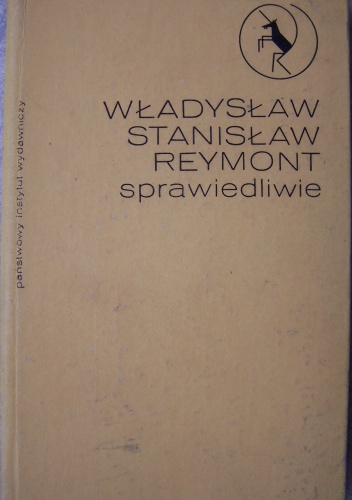 WŁADYSŁAW
STANISŁAW
REYMONT
sprawiedliwie
państwowy instytut wydawniczy